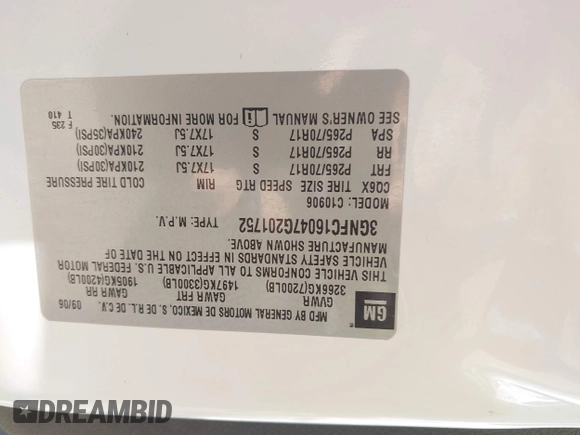 GM
MFD BY GENERAL MOTORS DE MEXICO, S. DE R.L. DE C.V.
09/06
GVWR GAWR FRT GAWR RR
3266KG(7200LB) 1497KG(3300LB) 1905KG(4200LB)
THIS VEHICLE CONFORMS TO ALL APPLICABLE U.S. FEDERAL MOTOR
VEHICLE SAFETY STANDARDS IN EFFECT ON THE DATE OF
MANUFACTURE SHOWN ABOVE.
3GNFC16047G201752 TYPE: M.P.V.
MODEL: C10906
CQ6X TIRE SIZE SPEED RTG RIM COLD TIRE PRESSURE
FRT P265/70R17 S 17X7.5J 210KPA(30PSI)
RR P265/70R17 S 17X7.5J 210KPA(30PSI)
SPA P265/70R17 S 17X7.5J 240KPA(35PSI)
SEE OWNER'S MANUAL FOR MORE INFORMATION.
F 235
T 410
DREAMBID